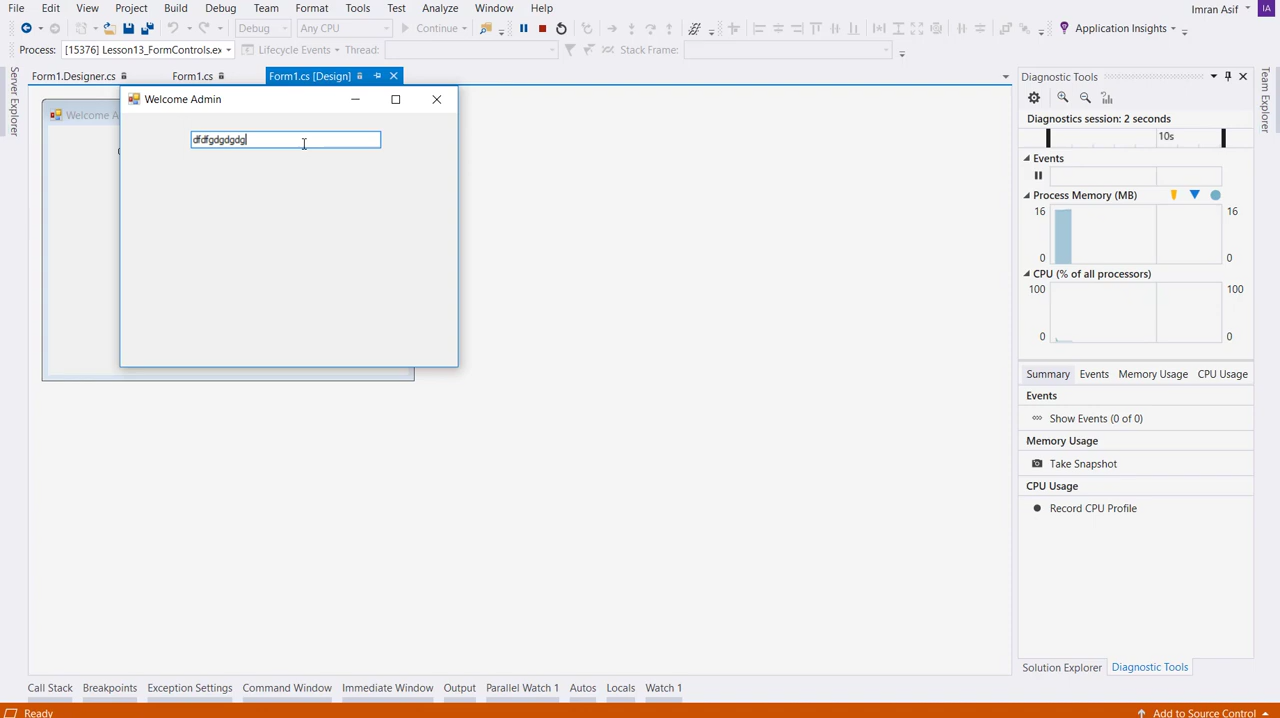 File Edit View Project Build Debug Team Format Tools Test Analyze Window Help Imran Asif IA
Debug Any CPU Continue Application Insights
Process: [15376] Lesson13_FormControls.ex Lifecycle Events Thread: Stack Frame:
Form1.Designer.cs Form1.cs Form1.cs [Design]
Server Explorer
Welcome A
Welcome Admin
dfdfgdgdgdg
Diagnostic Tools
Diagnostics session: 2 seconds
10s
Events
Process Memory (MB)
16 16
0 0
CPU (% of all processors)
100 100
0 0
Summary Events Memory Usage CPU Usage
Events
Show Events (0 of 0)
Memory Usage
Take Snapshot
CPU Usage
Record CPU Profile
Solution Explorer Diagnostic Tools
Team Explorer
Call Stack Breakpoints Exception Settings Command Window Immediate Window Output Parallel Watch 1 Autos Locals Watch 1
Ready Add to Source Control